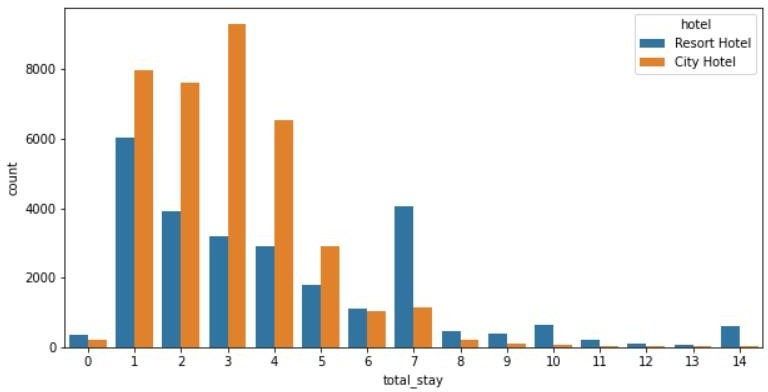 hotel
Resort Hotel
City Hotel
8000
6000
4000
2000
0
count
0 1 2 3 4 5 6 7 8 9 10 11 12 13 14
total_stay